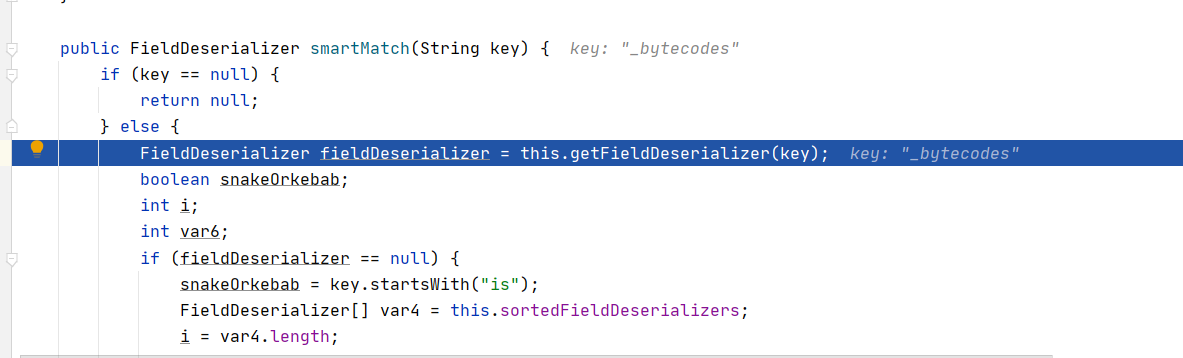 public FieldDeserializer smartMatch(String key) {  key: "_bytecodes"
if (key == null) {
return null;
} else {
FieldDeserializer fieldDeserializer = this.getFieldDeserializer(key);  key: "_bytecodes"
boolean snakeOrkebab;
int i;
int var6;
if (fieldDeserializer == null) {
snakeOrkebab = key.startsWith("is");
FieldDeserializer[] var4 = this.sortedFieldDeserializers;
i = var4.length;